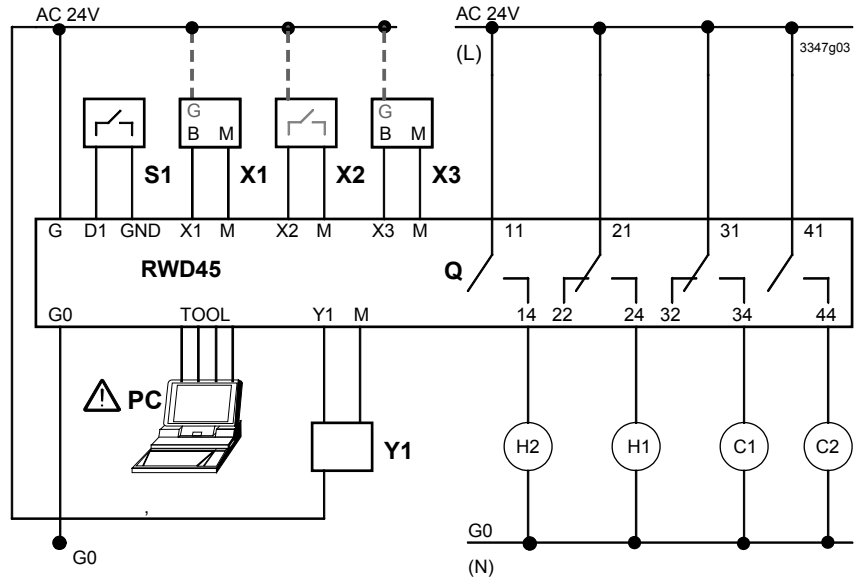 AC 24V AC 24V
(L) 3347g03
G G
B M B M
S1 X1 X2 X3
G D1 GND X1 M X2 M X3 M 11 21 31 41
RWD45 Q
G0 TOOL Y1 M 14 22 24 32 34 44
PC
Y1 H2 H1 C1 C2
,
G0
G0
(N)